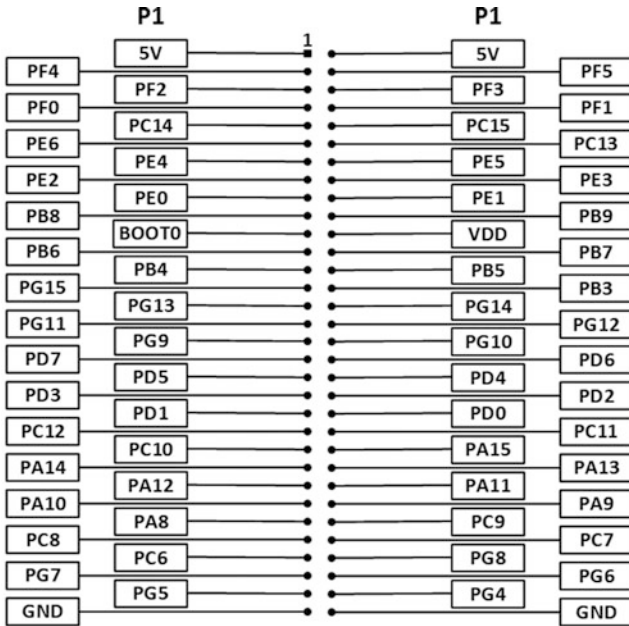 P1 P1
1
5V 5V
PF4 PF5
PF2 PF3
PF0 PF1
PC14 PC15
PE6 PC13
PE4 PE5
PE2 PE3
PE0 PE1
PB8 PB9
BOOT0 VDD
PB6 PB7
PB4 PB5
PG15 PB3
PG13 PG14
PG11 PG12
PG9 PG10
PD7 PD6
PD5 PD4
PD3 PD2
PD1 PD0
PC12 PC11
PC10 PA15
PA14 PA13
PA12 PA11
PA10 PA9
PA8 PC9
PC8 PC7
PC6 PG8
PG7 PG6
PG5 PG4
GND GND